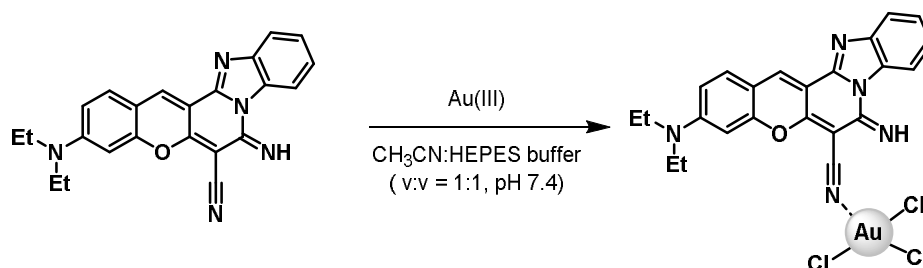 N
N
NH
O
N
Et
Et
N
Au(III)
CH₃CN:HEPES buffer
( v:v = 1:1, pH 7.4)
N
N
NH
O
N
Et
Et
N
Au
Cl
Cl
C